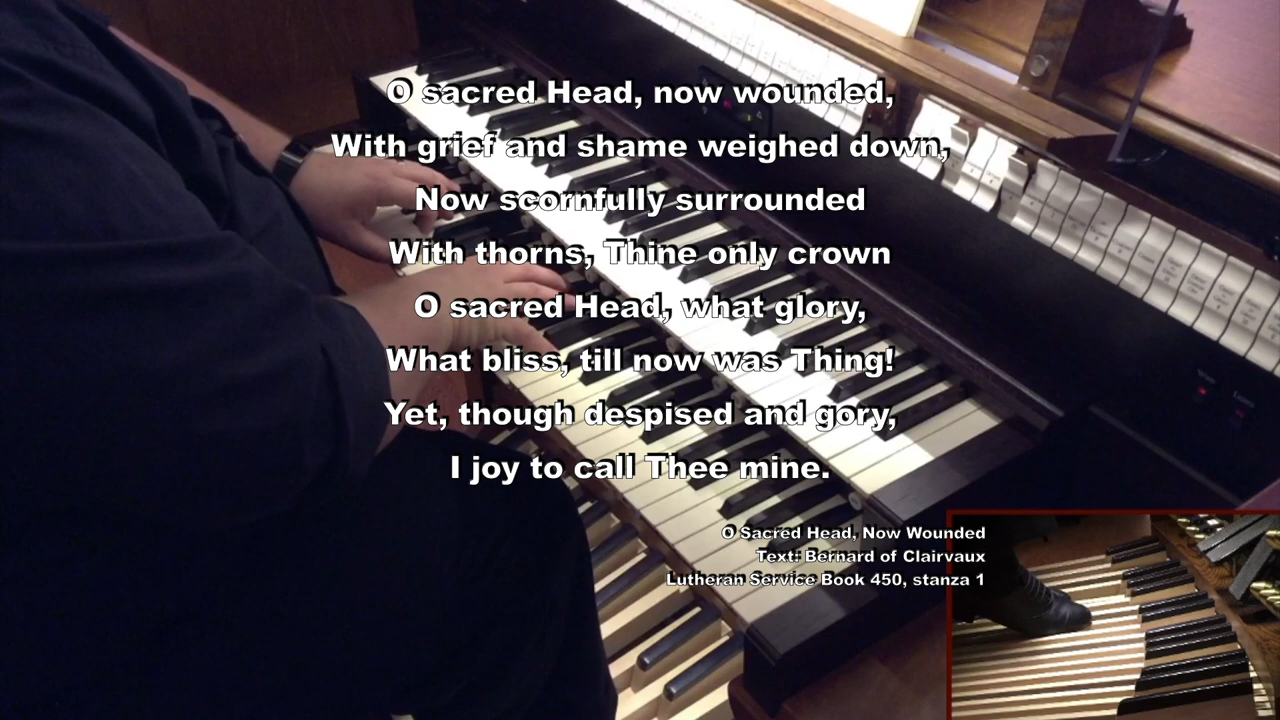 O sacred Head, now wounded,
With grief and shame weighed down,
Now scornfully surrounded
With thorns, Thine only crown
O sacred Head, what glory,
What bliss, till now was Thing!
Yet, though despised and gory,
I joy to call Thee mine.
O Sacred Head, Now Wounded
Text: Bernard of Clairvaux
Lutheran Service Book 450, stanza 1